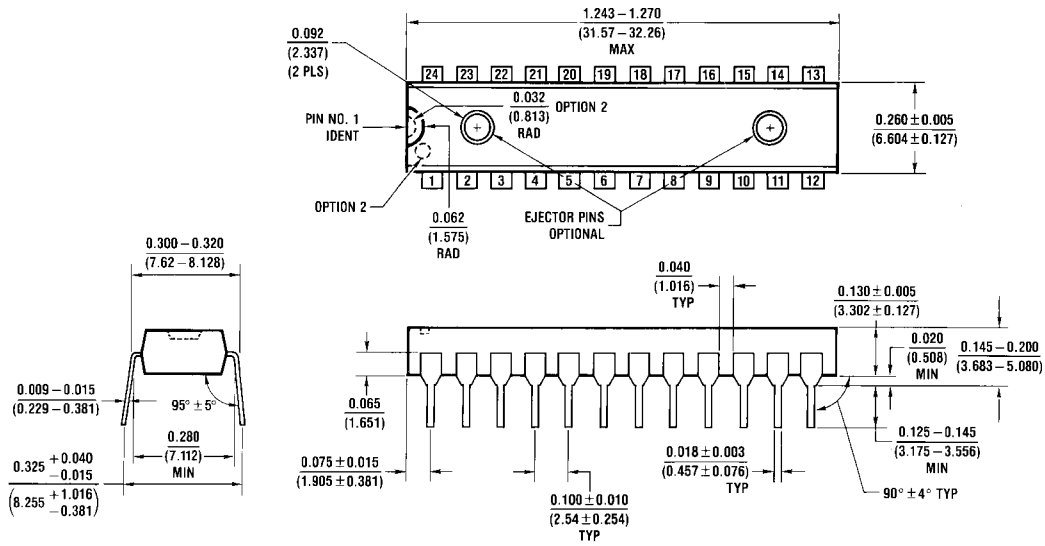 1.243 – 1.270
(31.57 – 32.26)
MAX
0.092
(2.337)
(2 PLS)
24 23 22 21 20 19 18 17 16 15 14 13
0.032
(0.813)
RAD
OPTION 2
PIN NO. 1
IDENT
0.260 ± 0.005
(6.604 ± 0.127)
1 2 3 4 5 6 7 8 9 10 11 12
OPTION 2
0.062
(1.575)
RAD
EJECTOR PINS
OPTIONAL
0.300 – 0.320
(7.62 – 8.128)
0.040
(1.016)
TYP
0.130 ± 0.005
(3.302 ± 0.127)
0.020
(0.508)
MIN
0.145 – 0.200
(3.683 – 5.080)
0.009 – 0.015
(0.229 – 0.381)
95° ± 5°
0.065
(1.651)
0.280
(7.112)
MIN
0.125 – 0.145
(3.175 – 3.556)
MIN
0.325 +0.040
–0.015
(8.255 +1.016
–0.381)
0.075 ± 0.015
(1.905 ± 0.381)
0.018 ± 0.003
(0.457 ± 0.076)
TYP
0.100 ± 0.010
(2.54 ± 0.254)
TYP
90° ± 4° TYP